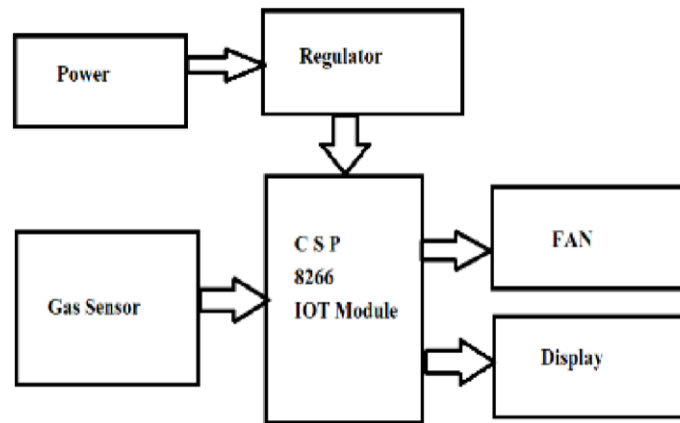 Power
Regulator
Gas Sensor
C S P
8266
IOT Module
FAN
Display